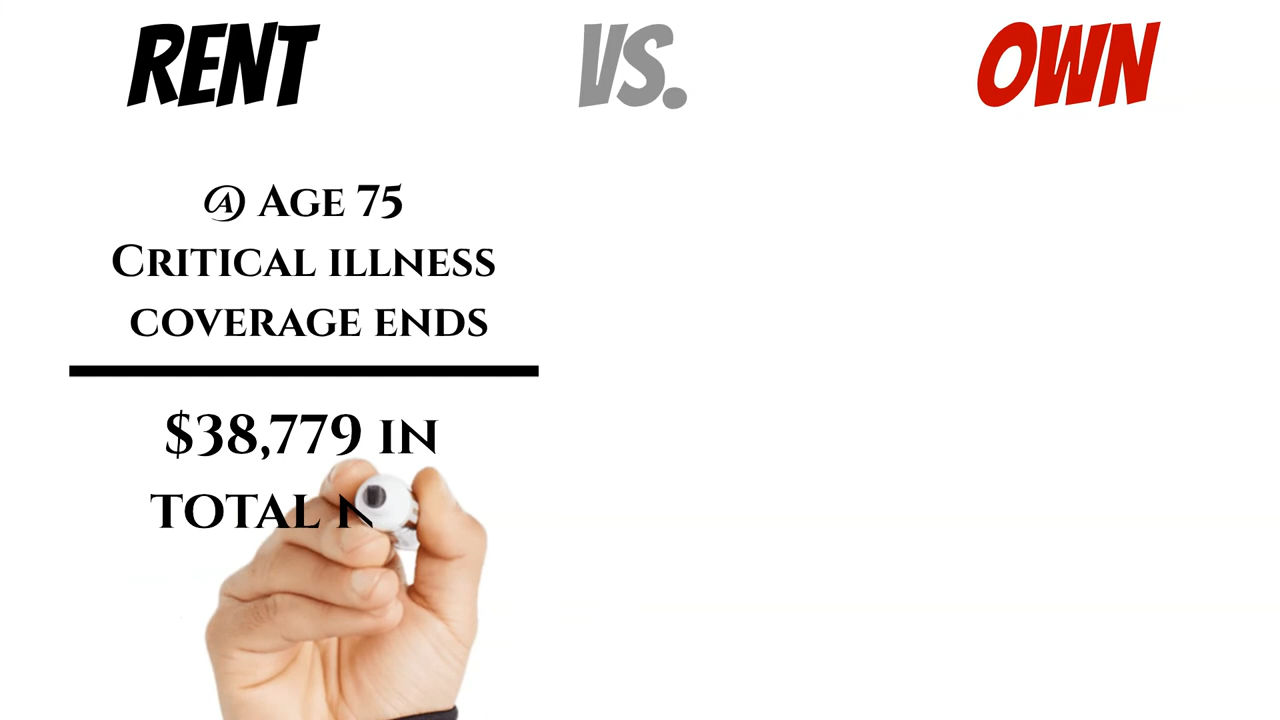 RENT VS. OWN
@ Age 75
Critical illness
coverage ends
$38,779 in
total